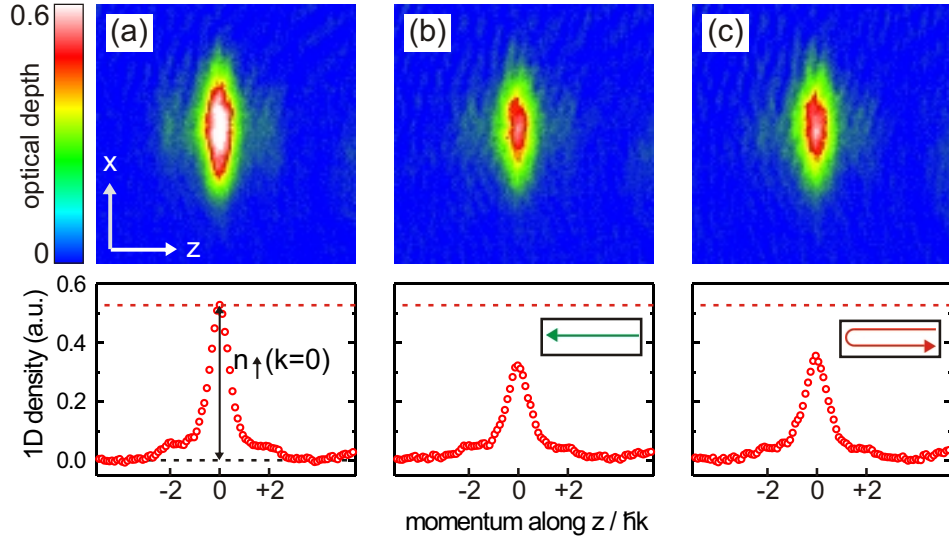 0.6
(a)
(b)
(c)
optical depth
x
z
0
0.6
0.4
0.2
0.0
1D density (a.u.)
n↑(k=0)
-2 0 +2
-2 0 +2
-2 0 +2
momentum along z / ħk